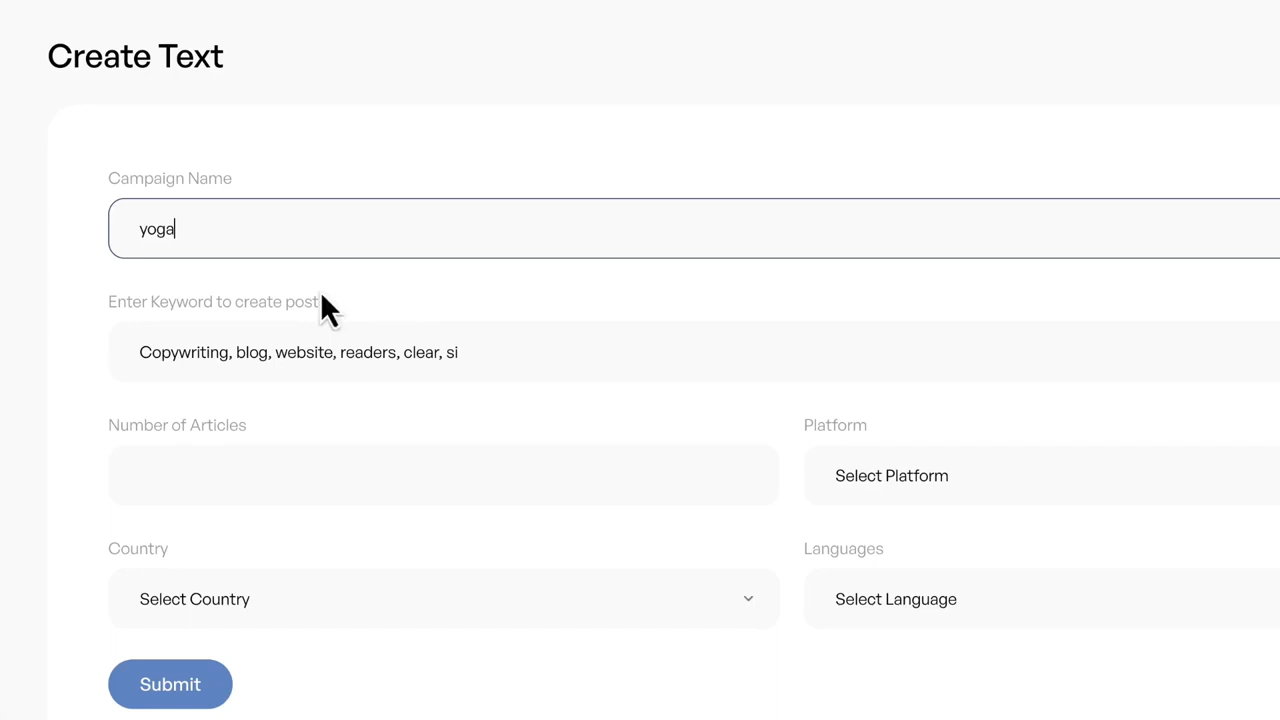 Create Text
Campaign Name
yoga
Enter Keyword to create post
Copywriting, blog, website, readers, clear, si
Number of Articles
Platform
Select Platform
Country
Languages
Select Country
Select Language
Submit